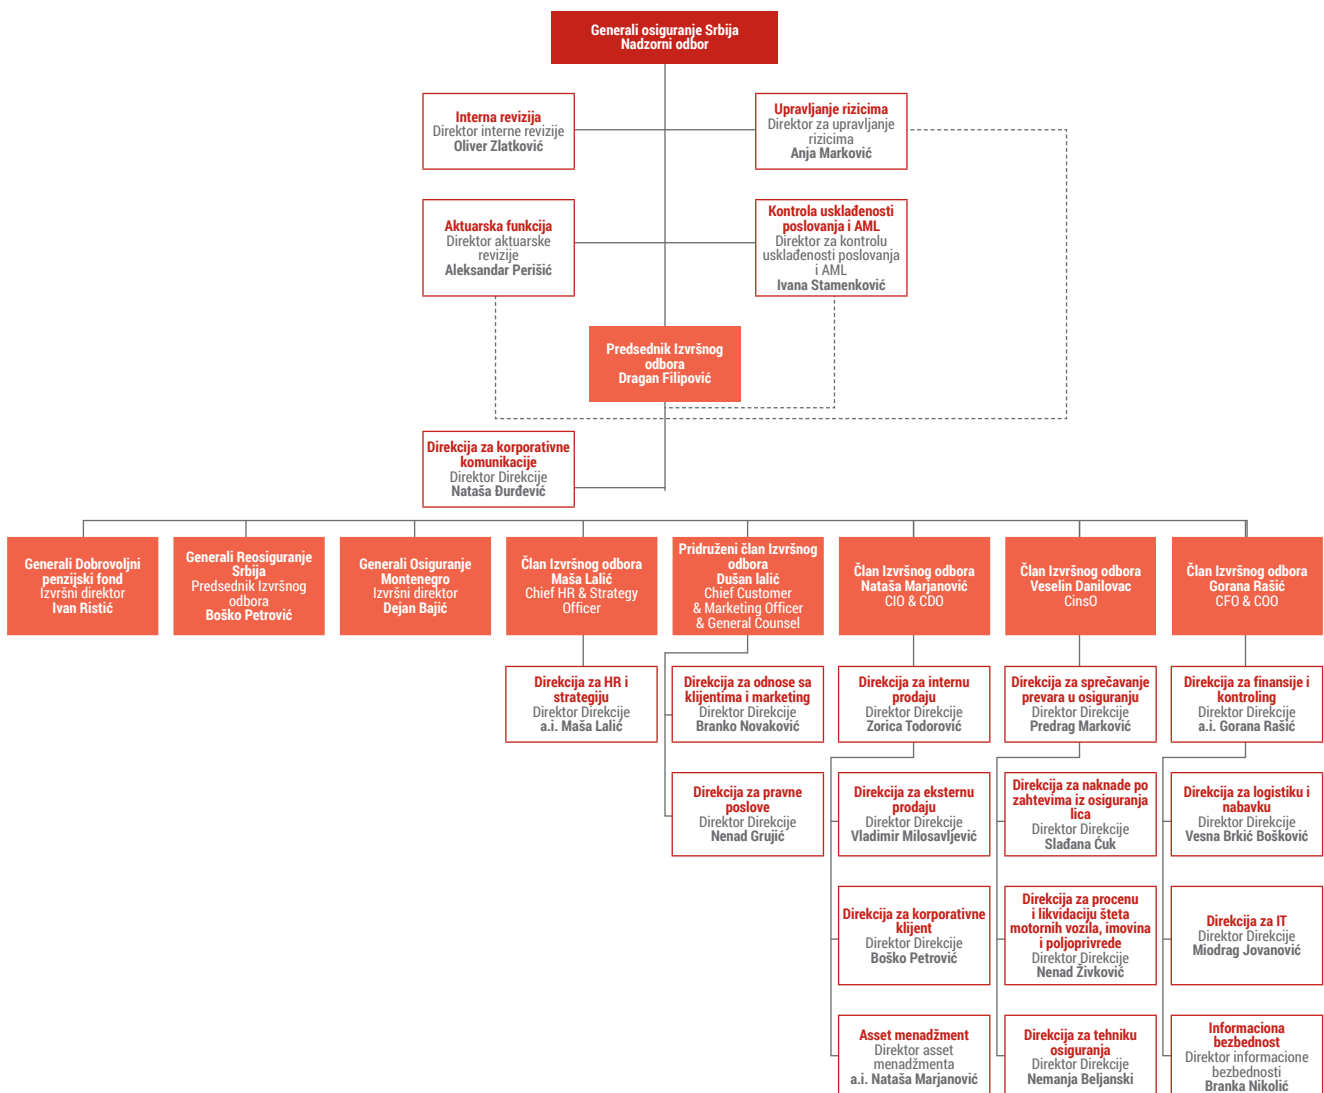 Generali osiguranje Srbija
Nadzorni odbor
Interna revizija
Direktor interne revizije
Oliver Zlatković
Upravljanje rizicima
Direktor za upravljanje
rizicima
Anja Marković
Aktuarska funkcija
Direktor aktuarske
revizije
Aleksandar Perišić
Kontrola usklađenosti
poslovanja i AML
Direktor za kontrolu
usklađenosti poslovanja
i AML
Ivana Stamenković
Predsednik Izvršnog
odbora
Dragan Filipović
Direkcija za korporativne
komunikacije
Direktor Direkcije
Nataša Đurđević
Generali Dobrovoljni
penzijski fond
Izvršni direktor
Ivan Ristić
Generali Reosiguranje
Srbija
Predsednik Izvršnog
odbora
Boško Petrović
Generali Osiguranje
Montenegro
Izvršni direktor
Dejan Bajić
Član Izvršnog odbora
Maša Lalić
Chief HR & Strategy
Officer
Pridruženi član Izvršnog
odbora
Dušan lalić
Chief Customer
& Marketing Officer
& General Counsel
Član Izvršnog odbora
Nataša Marjanović
CIO & CDO
Član Izvršnog odbora
Veselin Danilovac
CinsO
Član Izvršnog odbora
Gorana Rašić
CFO & COO
Direkcija za HR i
strategiju
Direktor Direkcije
a.i. Maša Lalić
Direkcija za odnose sa
klijentima i marketing
Direktor Direkcije
Branko Novaković
Direkcija za internu
prodaju
Direktor Direkcije
Zorica Todorović
Direkcija za sprečavanje
prevara u osiguranju
Direktor Direkcije
Predrag Marković
Direkcija za finansije i
kontroling
Direktor Direkcije
a.i. Gorana Rašić
Direkcija za pravne
poslove
Direktor Direkcije
Nenad Grujić
Direkcija za eksternu
prodaju
Direktor Direkcije
Vladimir Milosavljević
Direkcija za naknade po
zahtevima iz osiguranja
lica
Direktor Direkcije
Slađana Ćuk
Direkcija za logistiku i
nabavku
Direktor Direkcije
Vesna Brkić Bošković
Direkcija za korporativne
klijent
Direktor Direkcije
Boško Petrović
Direkcija za procenu
i likvidaciju šteta
motornih vozila, imovina
i poljoprivrede
Direktor Direkcije
Nenad Živković
Direkcija za IT
Direktor Direkcije
Miodrag Jovanović
Asset menadžment
Direktor asset
menadžmenta
a.i. Nataša Marjanović
Direkcija za tehniku
osiguranja
Direktor Direkcije
Nemanja Beljanski
Informaciona
bezbednost
Direktor informacione
bezbednosti
Branka Nikolić